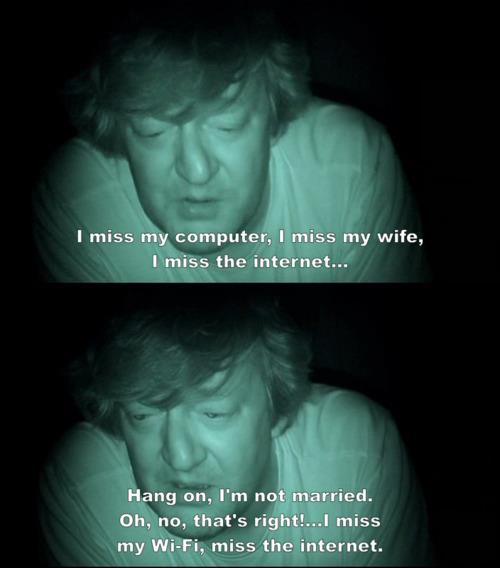 I miss my computer, I miss my wife,
I miss the internet...
Hang on, I'm not married.
Oh, no, that's right!...I miss
my Wi-Fi, miss the internet.